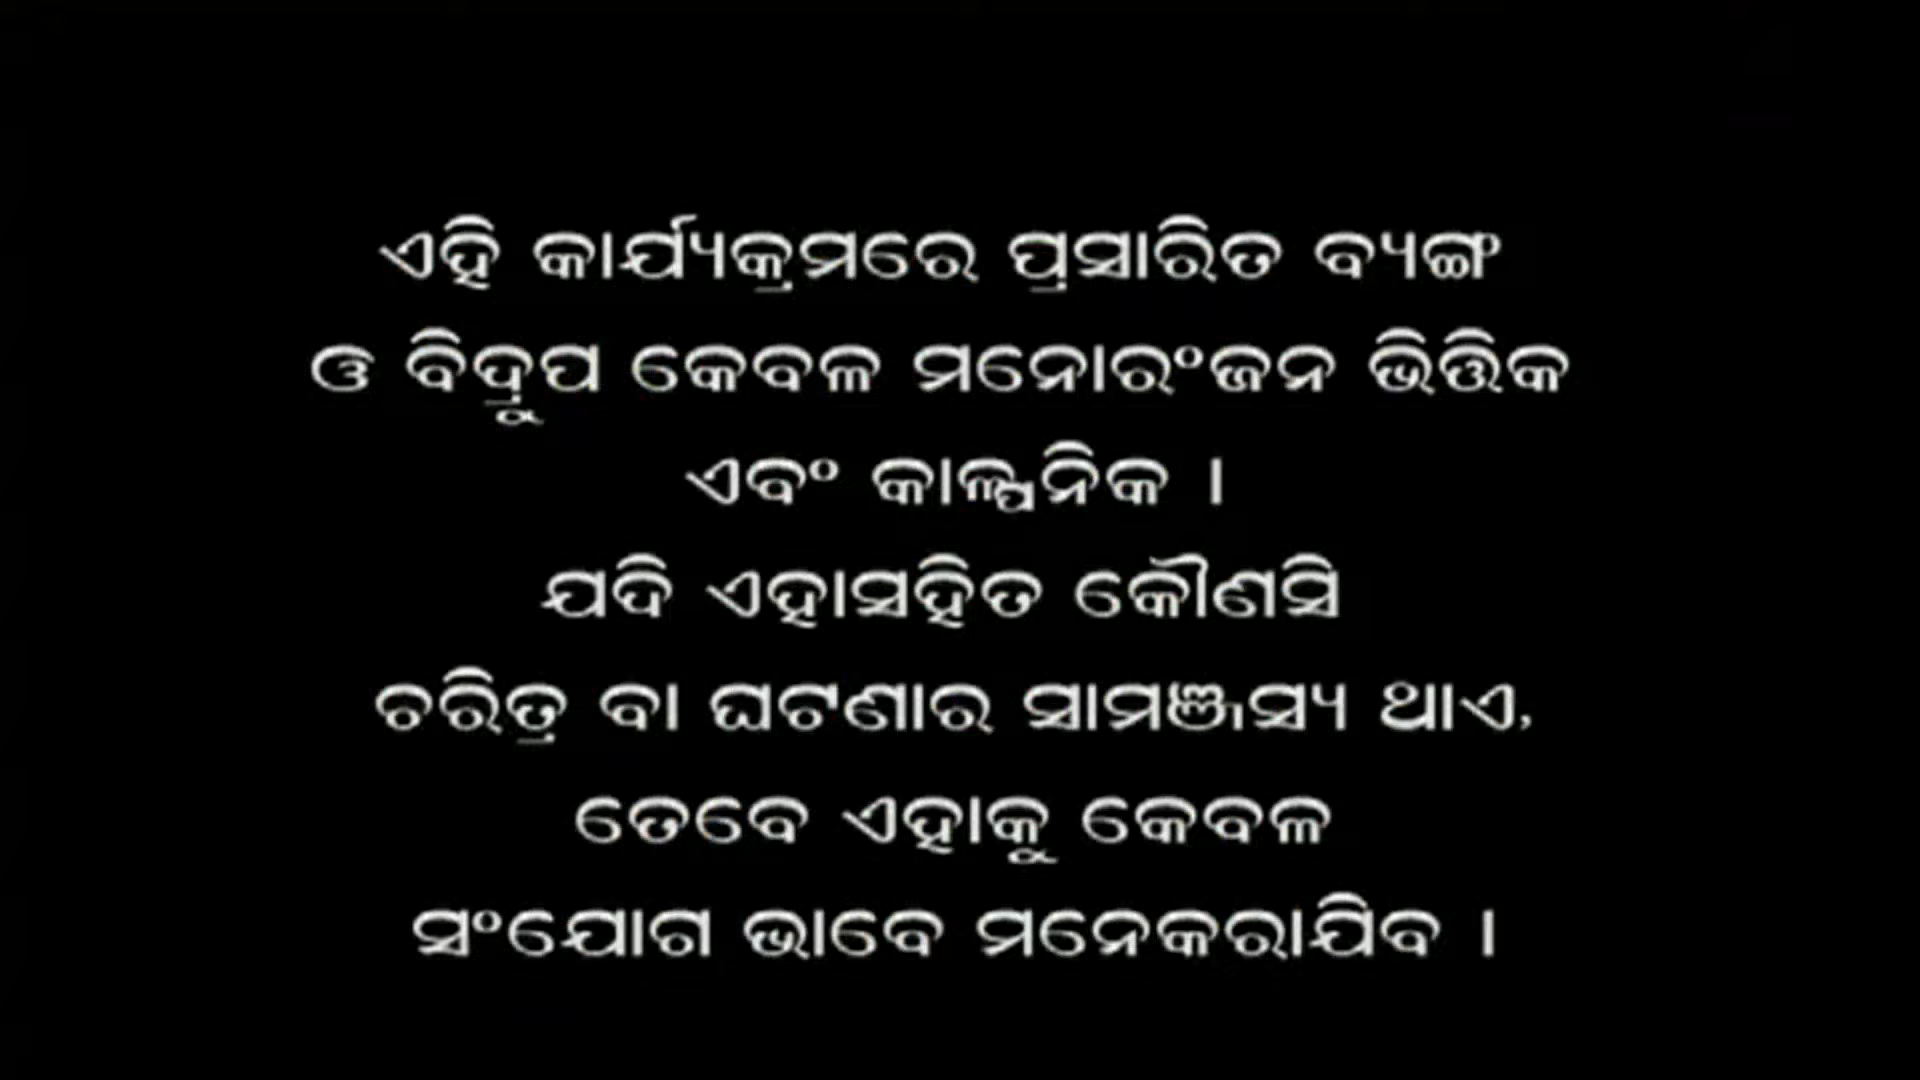 ଏହି କାର୍ଯ୍ୟକ୍ରମରେ ପ୍ରସାରିତ ବ୍ୟଙ୍ଗ
ଓ ବିଦ୍ରୁପ କେବଳ ମନୋରଂଜନ ଭିତ୍ତିକ
ଏବଂ କାଳ୍ପନିକ ।
ଯଦି ଏହାସହିତ କୌଣସି
ଚରିତ୍ର ବା ଘଟଣାର ସାମଞ୍ଜସ୍ୟ ଥାଏ,
ତେବେ ଏହାକୁ କେବଳ
ସଂଯୋଗ ଭାବେ ମନେକରାଯିବ ।